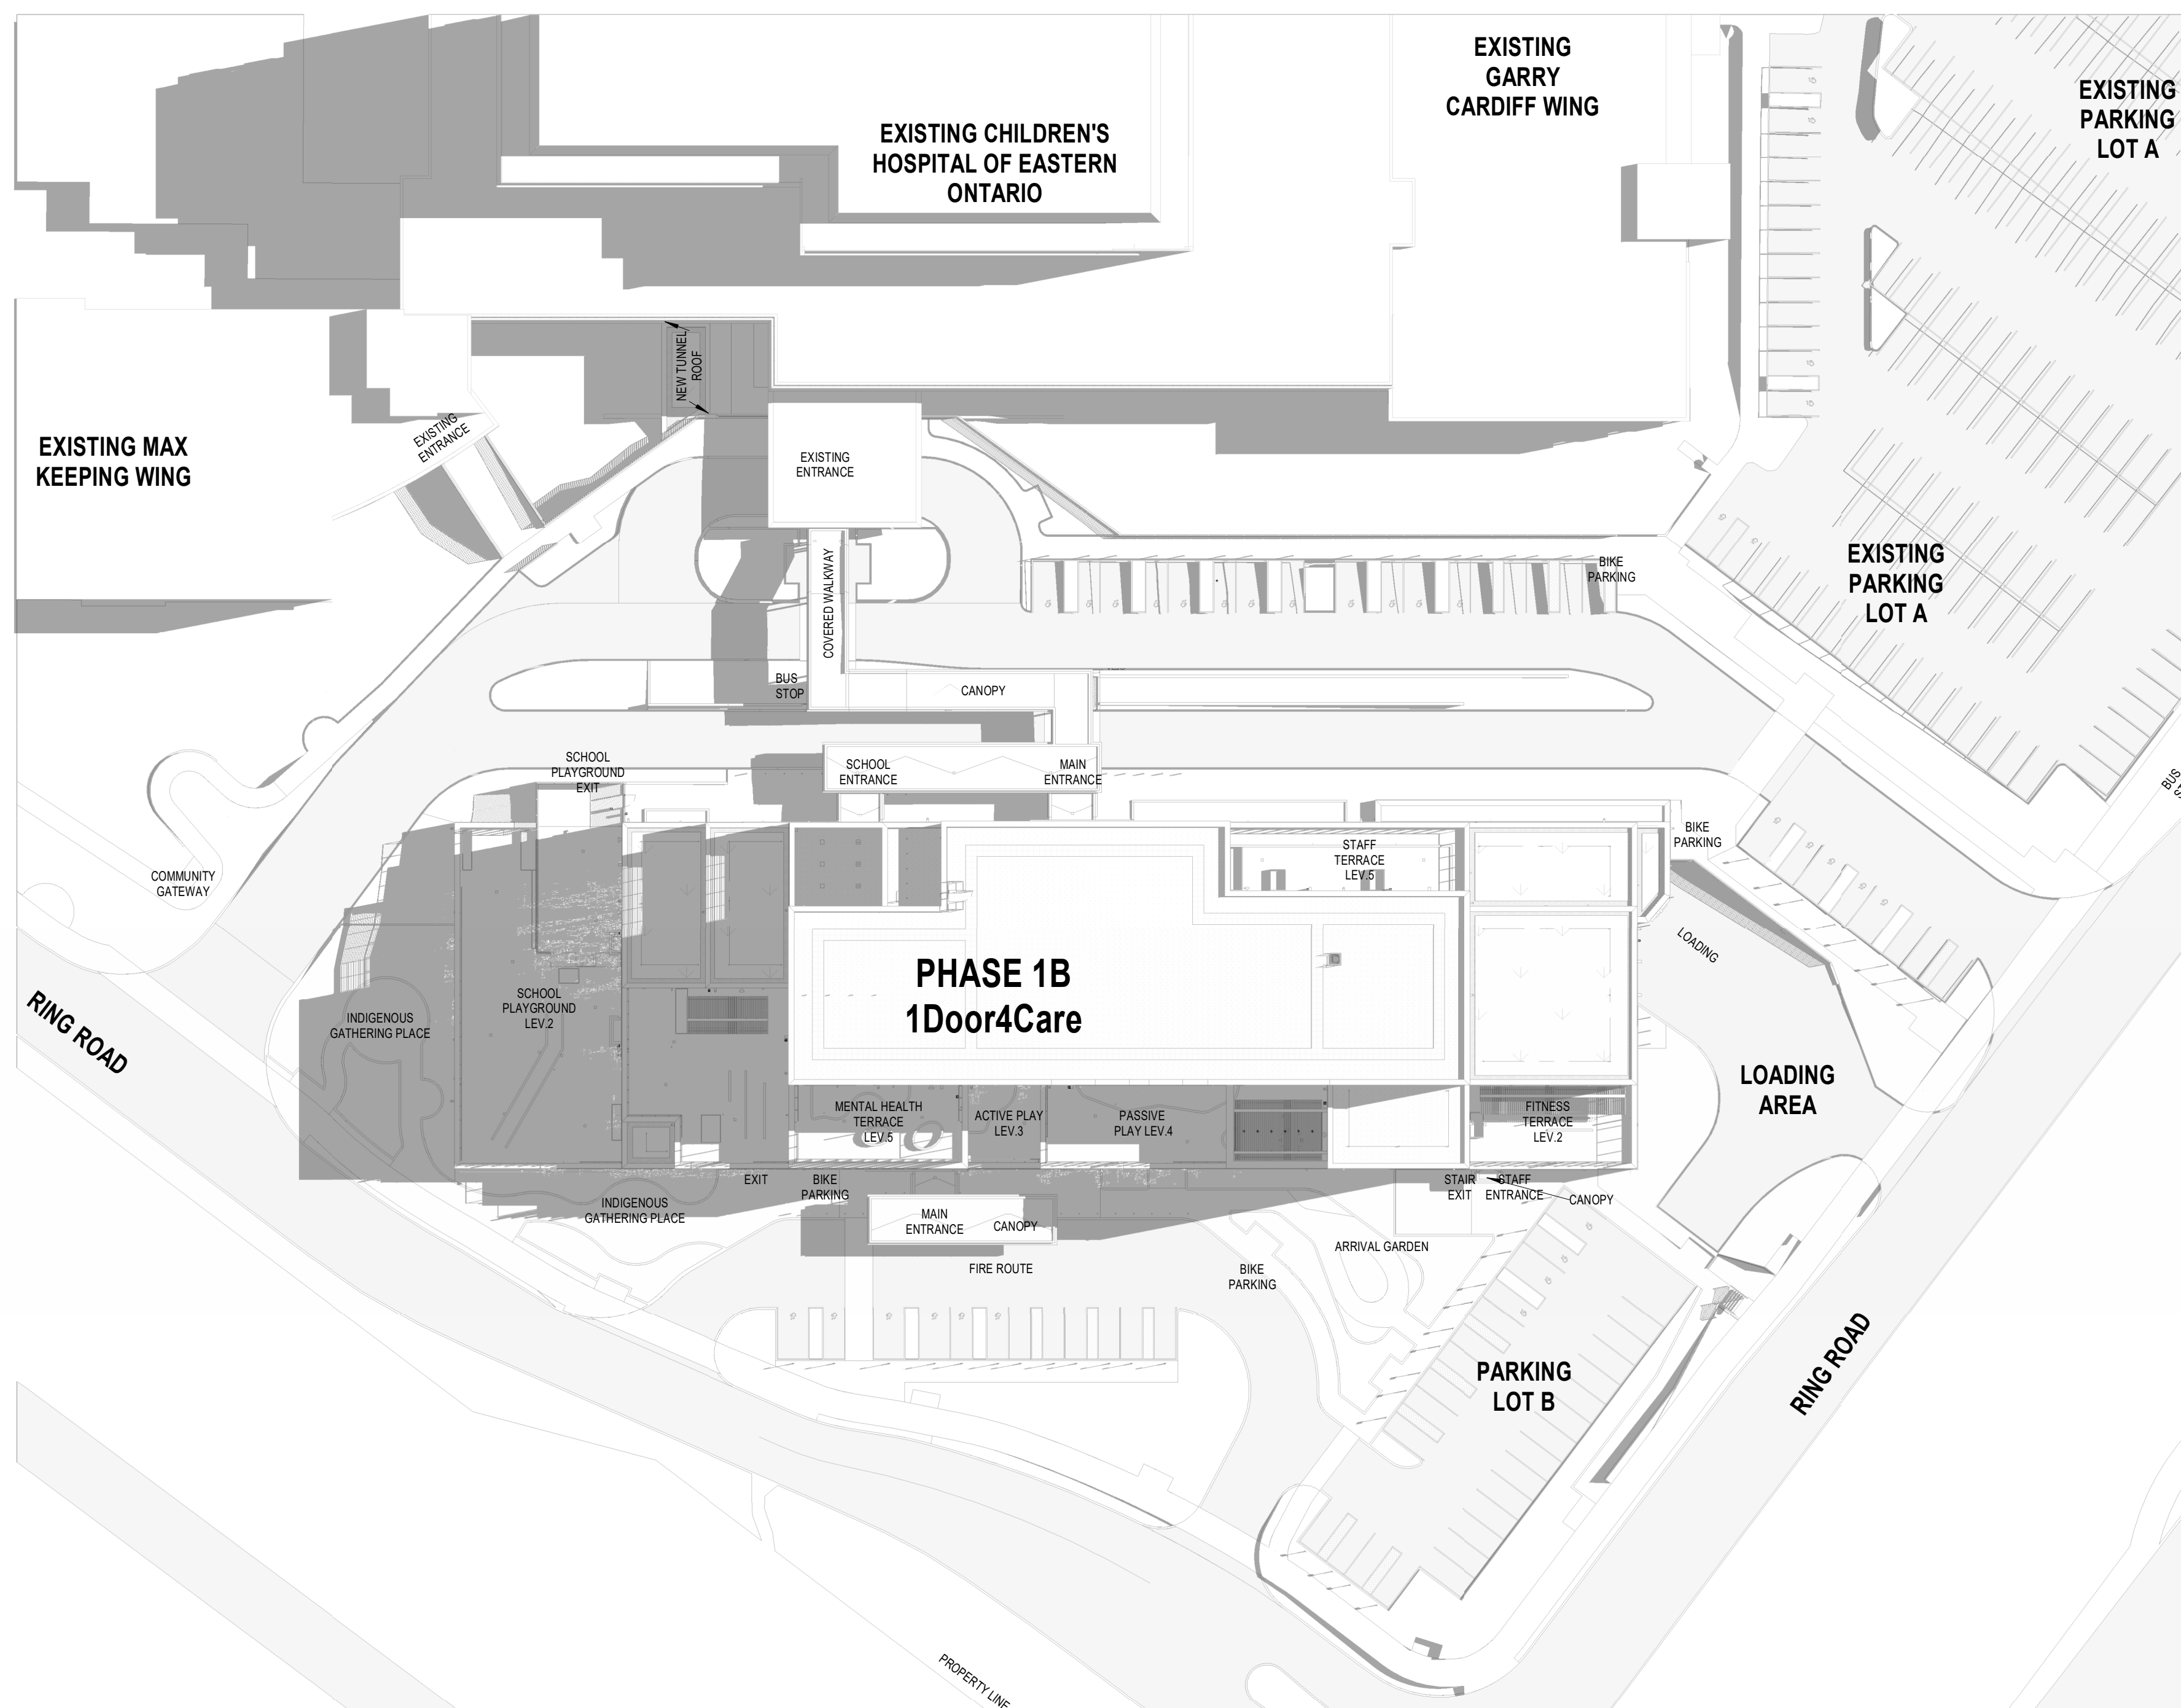 EXISTING
GARRY
CARDIFF WING
EXISTING
PARKING
LOT A
EXISTING CHILDREN'S
HOSPITAL OF EASTERN
ONTARIO
NEW TUNNEL
ROOF
EXISTING MAX
KEEPING WING
EXISTING
ENTRANCE
EXISTING
ENTRANCE
COVERED WALKWAY
BIKE
PARKING
EXISTING
PARKING
LOT A
BUS
STOP
CANOPY
SCHOOL
PLAYGROUND
EXIT
SCHOOL
ENTRANCE
MAIN
ENTRANCE
BUS
COMMUNITY
GATEWAY
STAFF
TERRACE
LEV.5
BIKE
PARKING
LOADING
PHASE 1B
1Door4Care
RING ROAD
INDIGENOUS
GATHERING PLACE
SCHOOL
PLAYGROUND
LEV.2
LOADING
AREA
MENTAL HEALTH
TERRACE
LEV.5
ACTIVE PLAY
LEV.3
PASSIVE
PLAY LEV.4
FITNESS
TERRACE
LEV.2
EXIT
BIKE
PARKING
INDIGENOUS
GATHERING PLACE
STAIR
EXIT
STAFF
ENTRANCE
CANOPY
MAIN
ENTRANCE
CANOPY
FIRE ROUTE
ARRIVAL GARDEN
BIKE
PARKING
PARKING
LOT B
RING ROAD
PROPERTY LINE